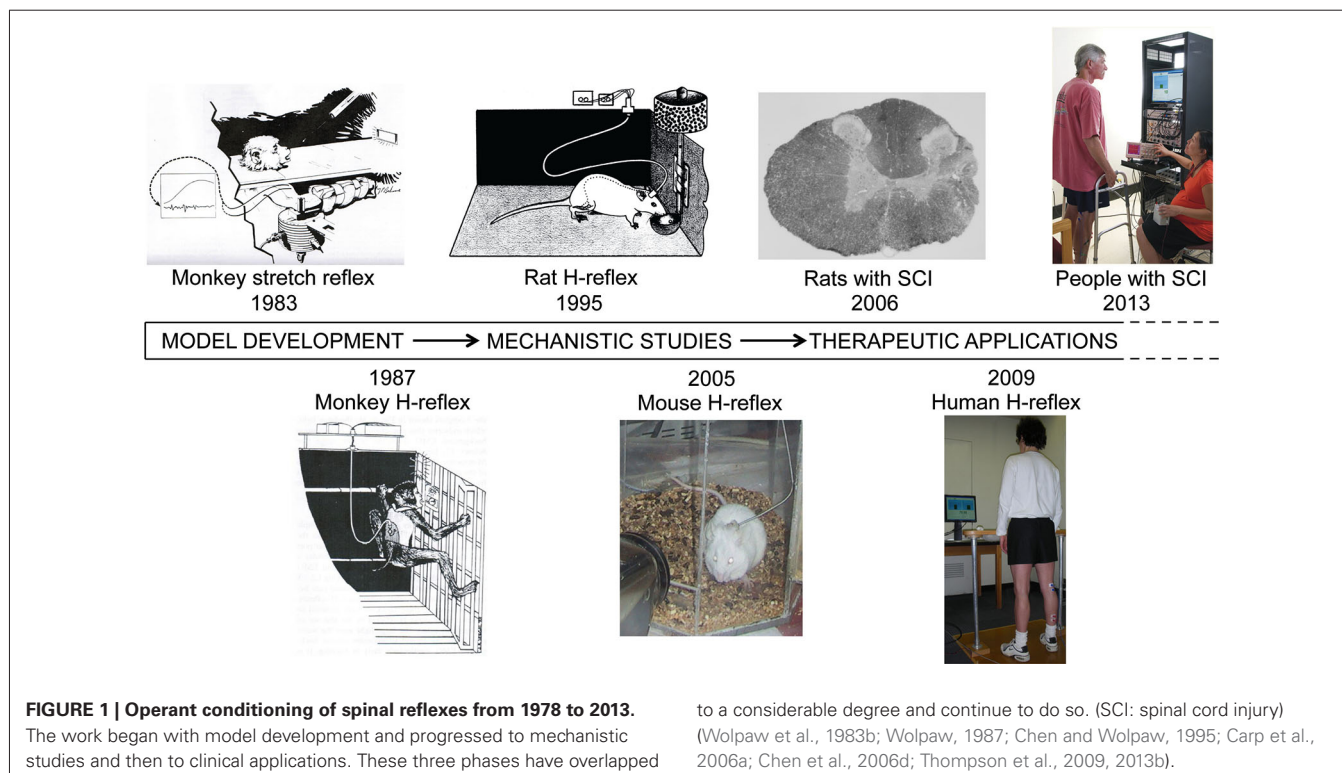 Monkey stretch reflex
1983
Rat H-reflex
1995
Rats with SCI
2006
People with SCI
2013
MODEL DEVELOPMENT → MECHANISTIC STUDIES → THERAPEUTIC APPLICATIONS
1987
Monkey H-reflex
2005
Mouse H-reflex
2009
Human H-reflex
FIGURE 1 | Operant conditioning of spinal reflexes from 1978 to 2013.
The work began with model development and progressed to mechanistic
studies and then to clinical applications. These three phases have overlapped
to a considerable degree and continue to do so. (SCI: spinal cord injury)
(Wolpaw et al., 1983b; Wolpaw, 1987; Chen and Wolpaw, 1995; Carp et al.,
2006a; Chen et al., 2006d; Thompson et al., 2009, 2013b).